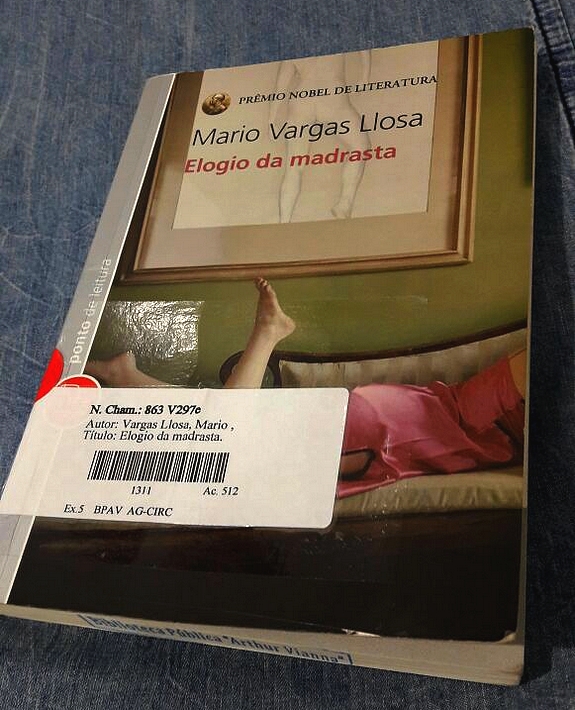 PRÊMIO NOBEL DE LITERATURA
Mario Vargas Llosa
Elogio da madrasta
ponto de leitura
N. Cham.: 863 V297e
Autor: Vargas Llosa, Mario ,
Título: Elogio da madrasta.
1311 Ac. 512
Ex.5 BPAV AG-CIRC
Biblioteca Pública "Arthur Vianna"